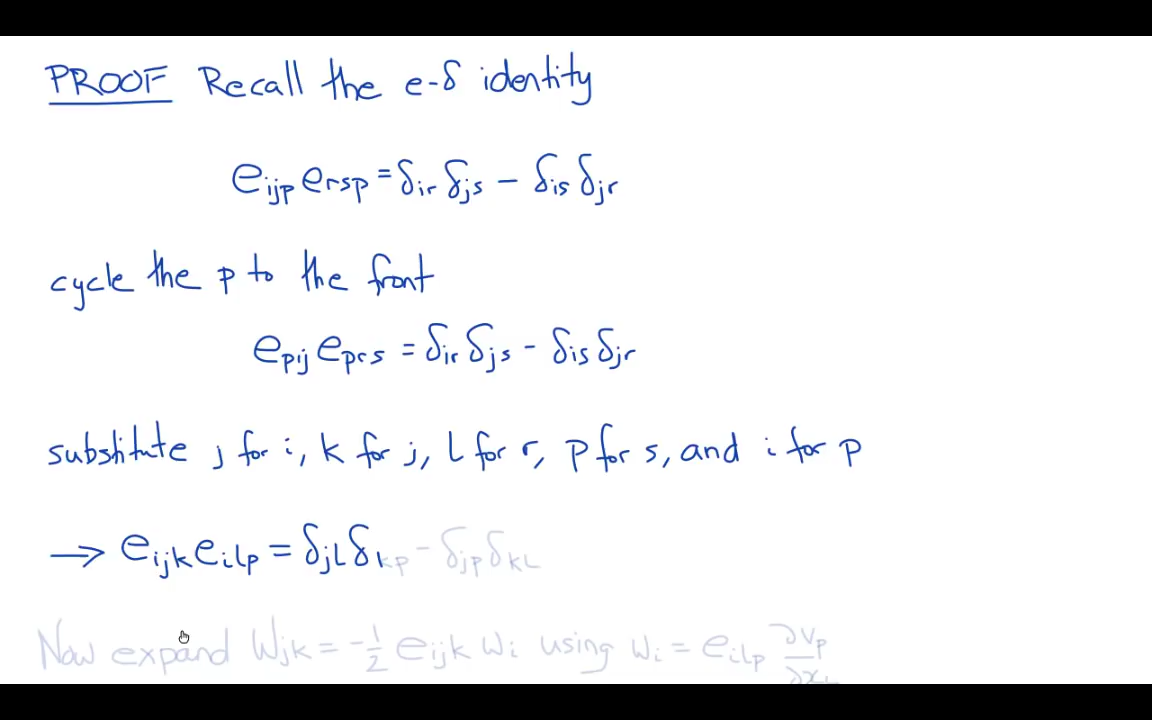 PROOF Recall the e-δ identity
e_ijp e_rsp = δ_ir δ_js - δ_is δ_jr
cycle the p to the front
e_pij e_prs = δ_ir δ_js - δ_is δ_jr
substitute j for i, k for j, L for r, p for s, and i for p
→ e_ijk e_iLp = δ_jL δ_kp - δ_jp δ_kL
Now expand W_jk = -1/2 e_ijk w_i using w_i = e_iLp ∂v_p/∂x_L